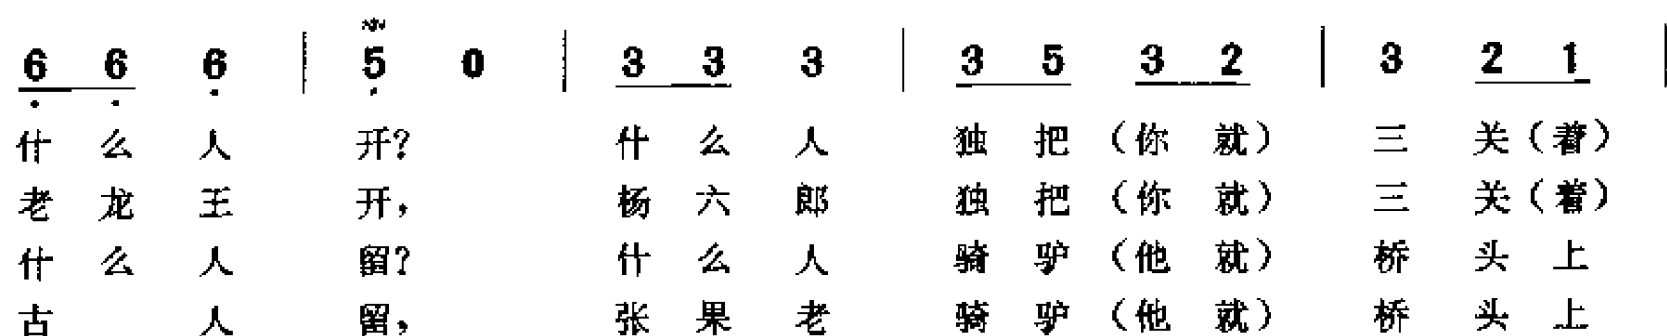 6 6 6 | 5 0 | 3 3 3 | 3 5 3 2 | 3 2 1 |
什 么 人 开? 什 么 人 独 把 (你 就) 三 关 (着)
老 龙 王 开, 杨 六 郎 独 把 (你 就) 三 关 (着)
什 么 人 留? 什 么 人 骑 驴 (他 就) 桥 头 上
古 人 留, 张 果 老 骑 驴 (他 就) 桥 头 上